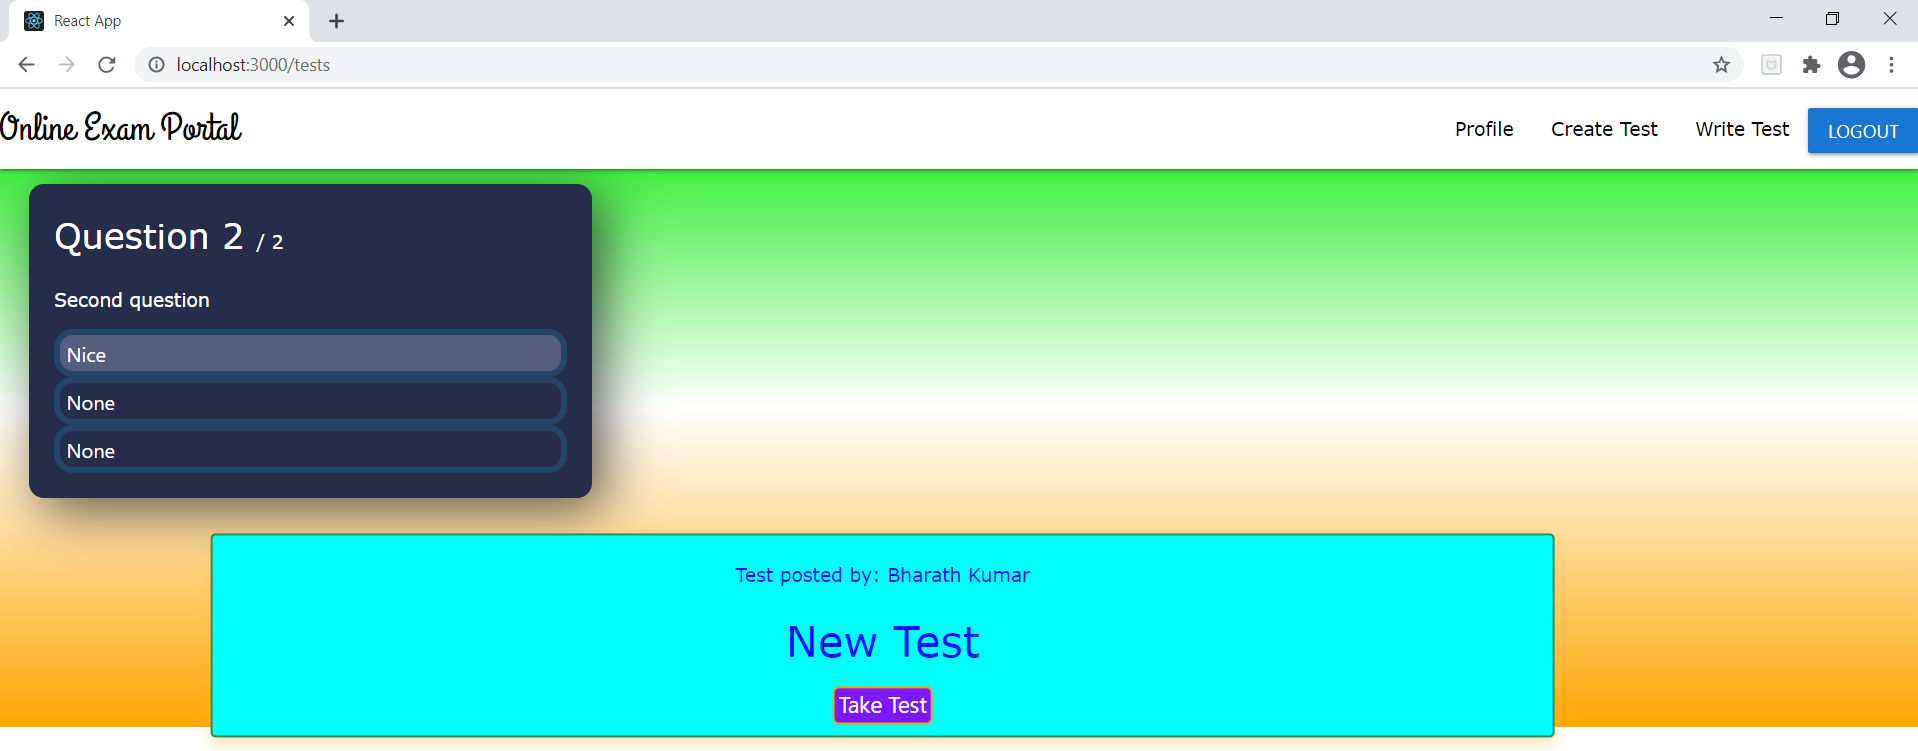 React App
localhost:3000/tests
Online Exam Portal
Profile Create Test Write Test LOGOUT
Question 2 / 2
Second question
Nice
None
None
Test posted by: Bharath Kumar
New Test
Take Test